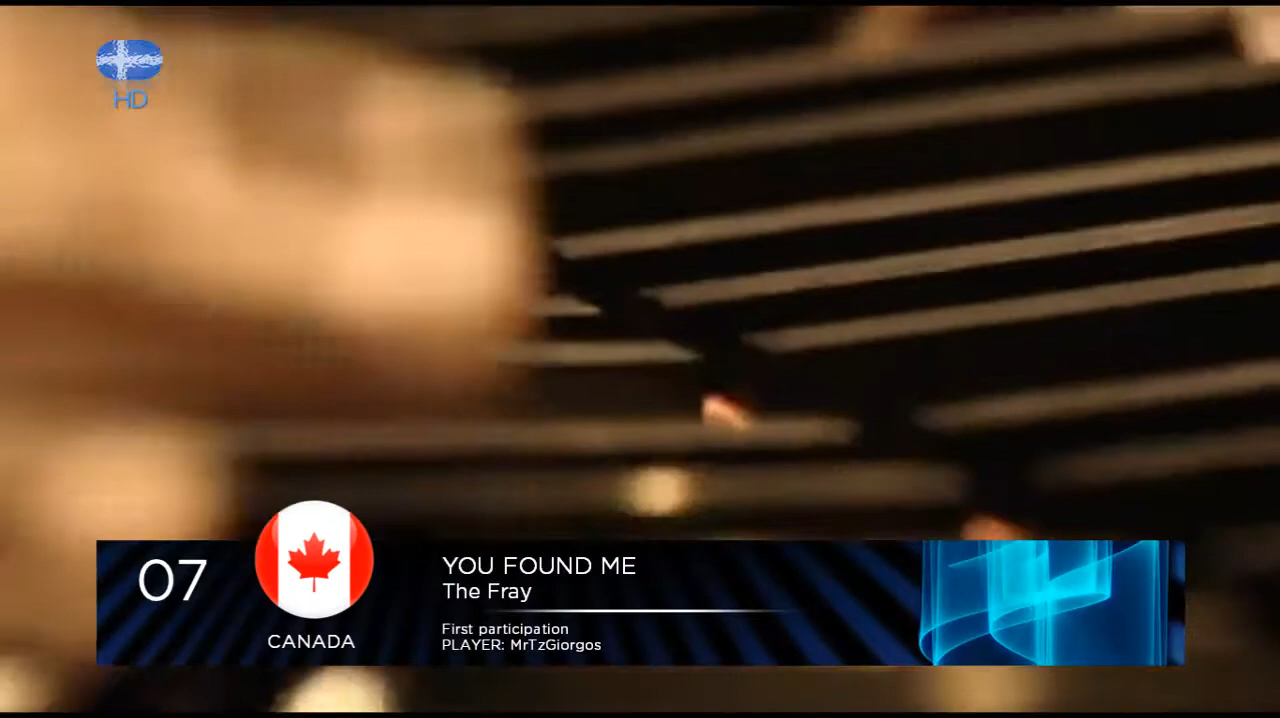 HD
07
CANADA
YOU FOUND ME
The Fray
First participation
PLAYER: MrTzGiorgos